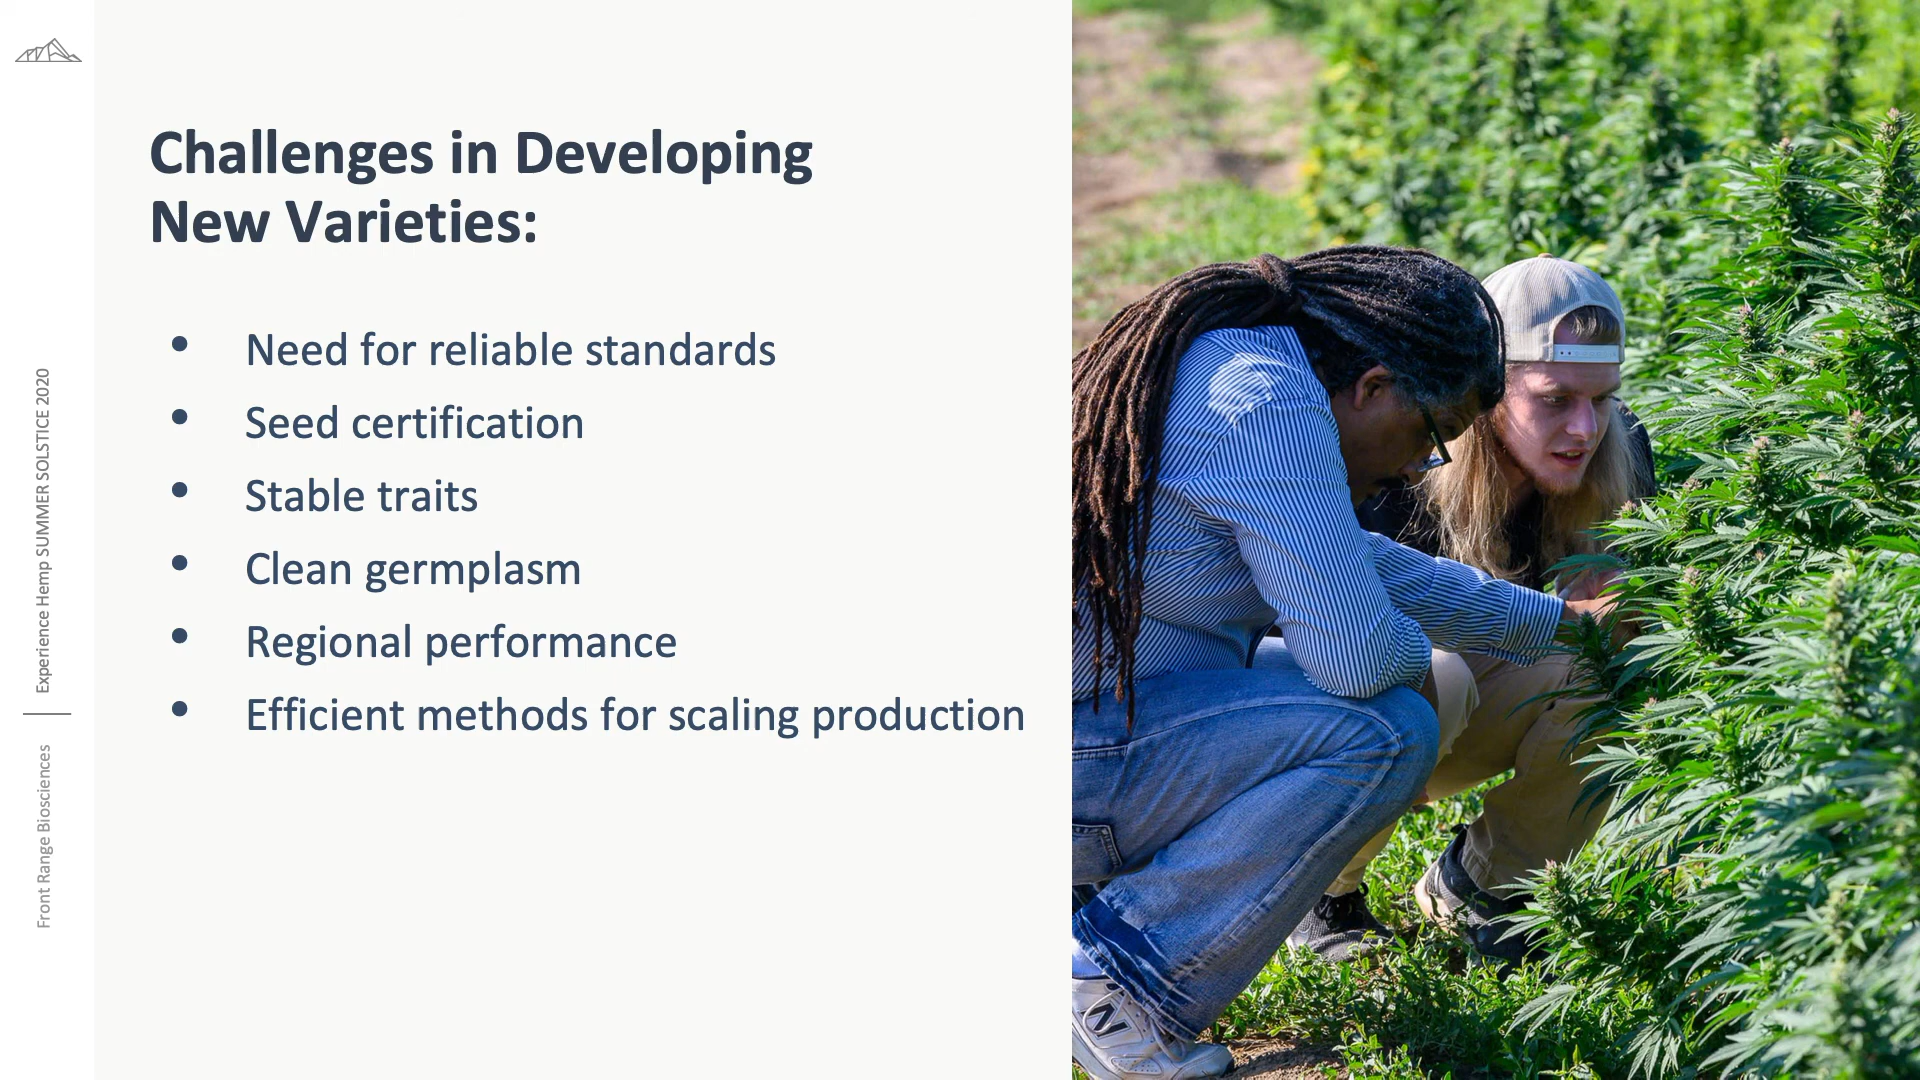 Challenges in Developing
New Varieties:
• Need for reliable standards
• Seed certification
• Stable traits
• Clean germplasm
• Regional performance
• Efficient methods for scaling production
Experience Hemp SUMMER SOLSTICE 2020
Front Range Biosciences
N